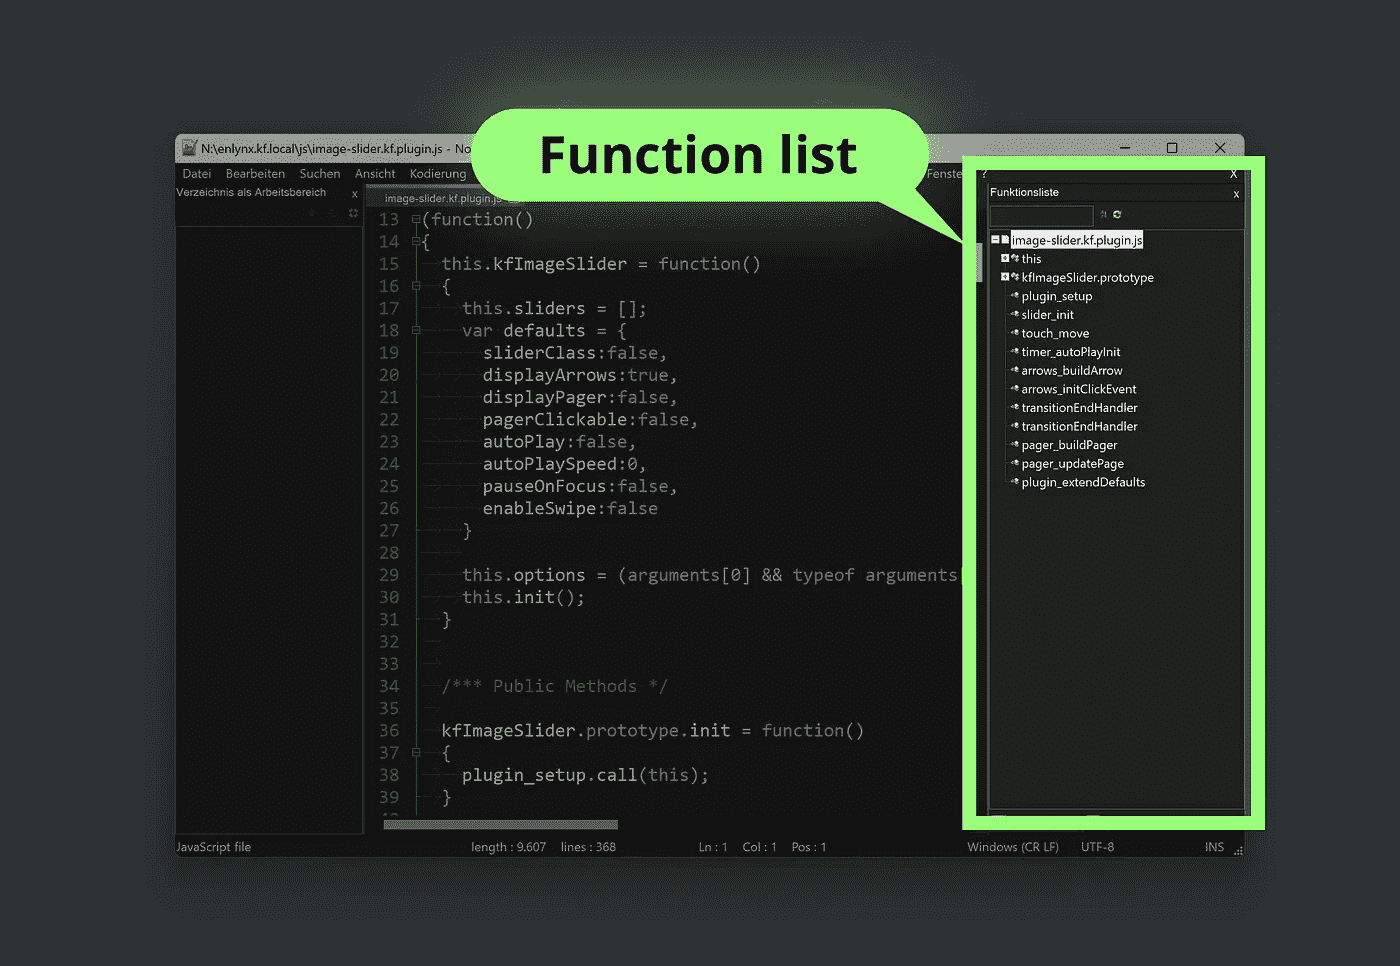 Function list
N:\enlynx.kf.local\js\image-slider.kf.plugin.js - No
Datei Bearbeiten Suchen Ansicht Kodierung Fenste ? X
Verzeichnis als Arbeitsbereich x
image-slider.kf.plugin.js
13 (function()
14 {
15 this.kfImageSlider = function()
16 {
17 this.sliders = [];
18 var defaults = {
19 sliderClass:false,
20 displayArrows:true,
21 displayPager:false,
22 pagerClickable:false,
23 autoPlay:false,
24 autoPlaySpeed:0,
25 pauseOnFocus:false,
26 enableSwipe:false
27 }
28
29 this.options = (arguments[0] && typeof arguments[
30 this.init();
31 }
32
33
34 /*** Public Methods */
35
36 kfImageSlider.prototype.init = function()
37 {
38 plugin_setup.call(this);
39 }
Funktionsliste x
image-slider.kf.plugin.js
this
kfImageSlider.prototype
plugin_setup
slider_init
touch_move
timer_autoPlayInit
arrows_buildArrow
arrows_initClickEvent
transitionEndHandler
transitionEndHandler
pager_buildPager
pager_updatePage
plugin_extendDefaults
JavaScript file length : 9.607 lines : 368 Ln : 1 Col : 1 Pos : 1 Windows (CR LF) UTF-8 INS